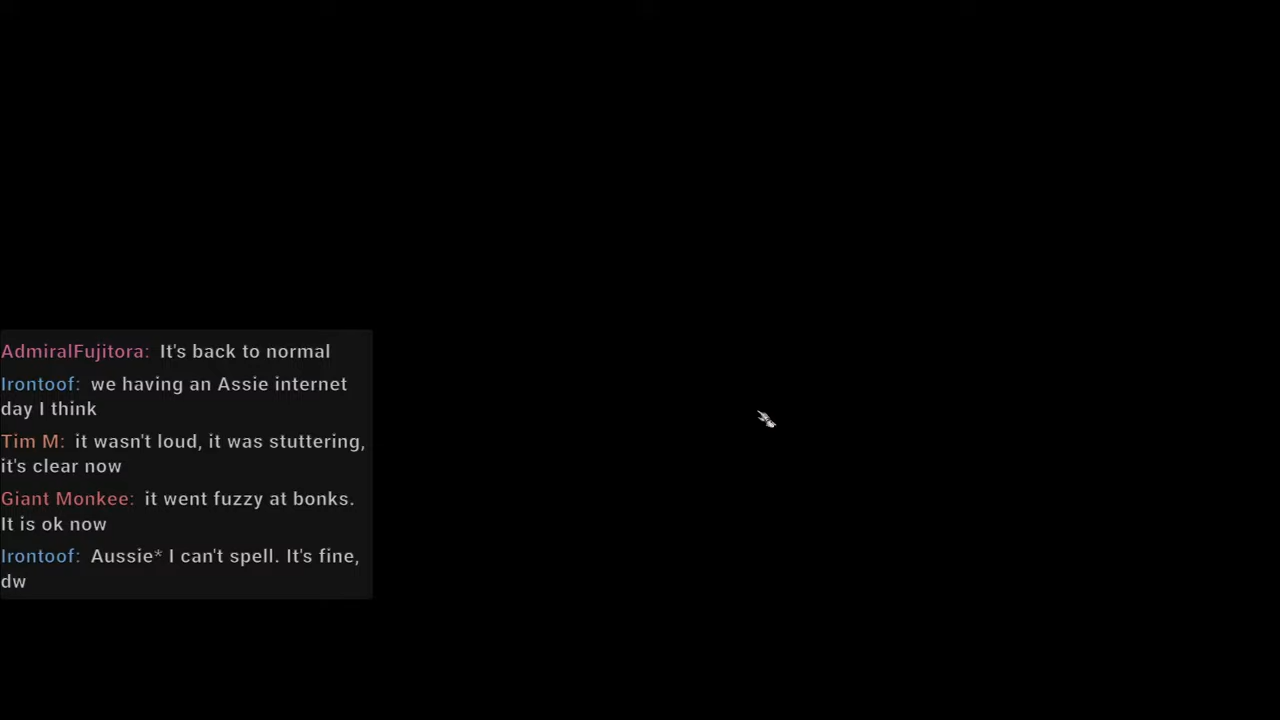 AdmiralFujitora: It's back to normal
Irontoof: we having an Assie internet
day I think
Tim M: it wasn't loud, it was stuttering,
it's clear now
Giant Monkee: it went fuzzy at bonks.
It is ok now
Irontoof: Aussie* I can't spell. It's fine,
dw